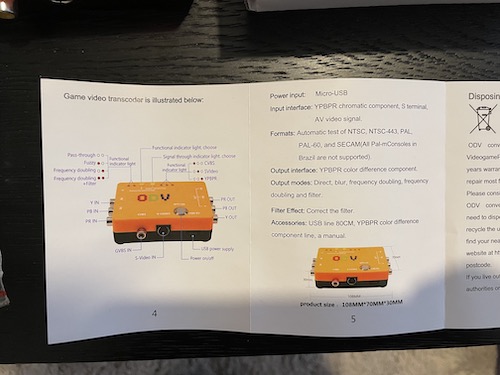 Game video transcoder is illustrated below:
Functional indicator light, choose
Pass-through
Functional
indicator light
Signal through indicator light, choose
Fuzzy
Functional
indicator light
CVBS
Frequency doubling
S-Video
Frequency doubling
+Filter
YPBPR
Y IN
PB IN
PR IN
ODV
PR OUT
PB OUT
Y OUT
CVBS IN
S-Video IN
USB power supply
Power on/off
4
Power input: Micro-USB
Input interface: YPBPR chromatic component, S terminal,
AV video signal.
Formats: Automatic test of NTSC, NTSC-443, PAL,
PAL-60, and SECAM(All Pal-mConsoles in
Brazil are not supported).
Output interface: YPBPR color difference component.
Output modes: Direct, blur, frequency doubling, frequency
doubling and filter.
Filter Effect: Correct the filter
Accessories: USB line 80CM, YPBPR color difference
component line, a manual.
product size: 108MM*70MM*30MM
5
Disposin
ODV conv
Videogame
years warran
repair most f
Please consi
ODV conve
need to dispo
recycle the u
find your nea
website at ht
postcode.
If you live ou
authorities o